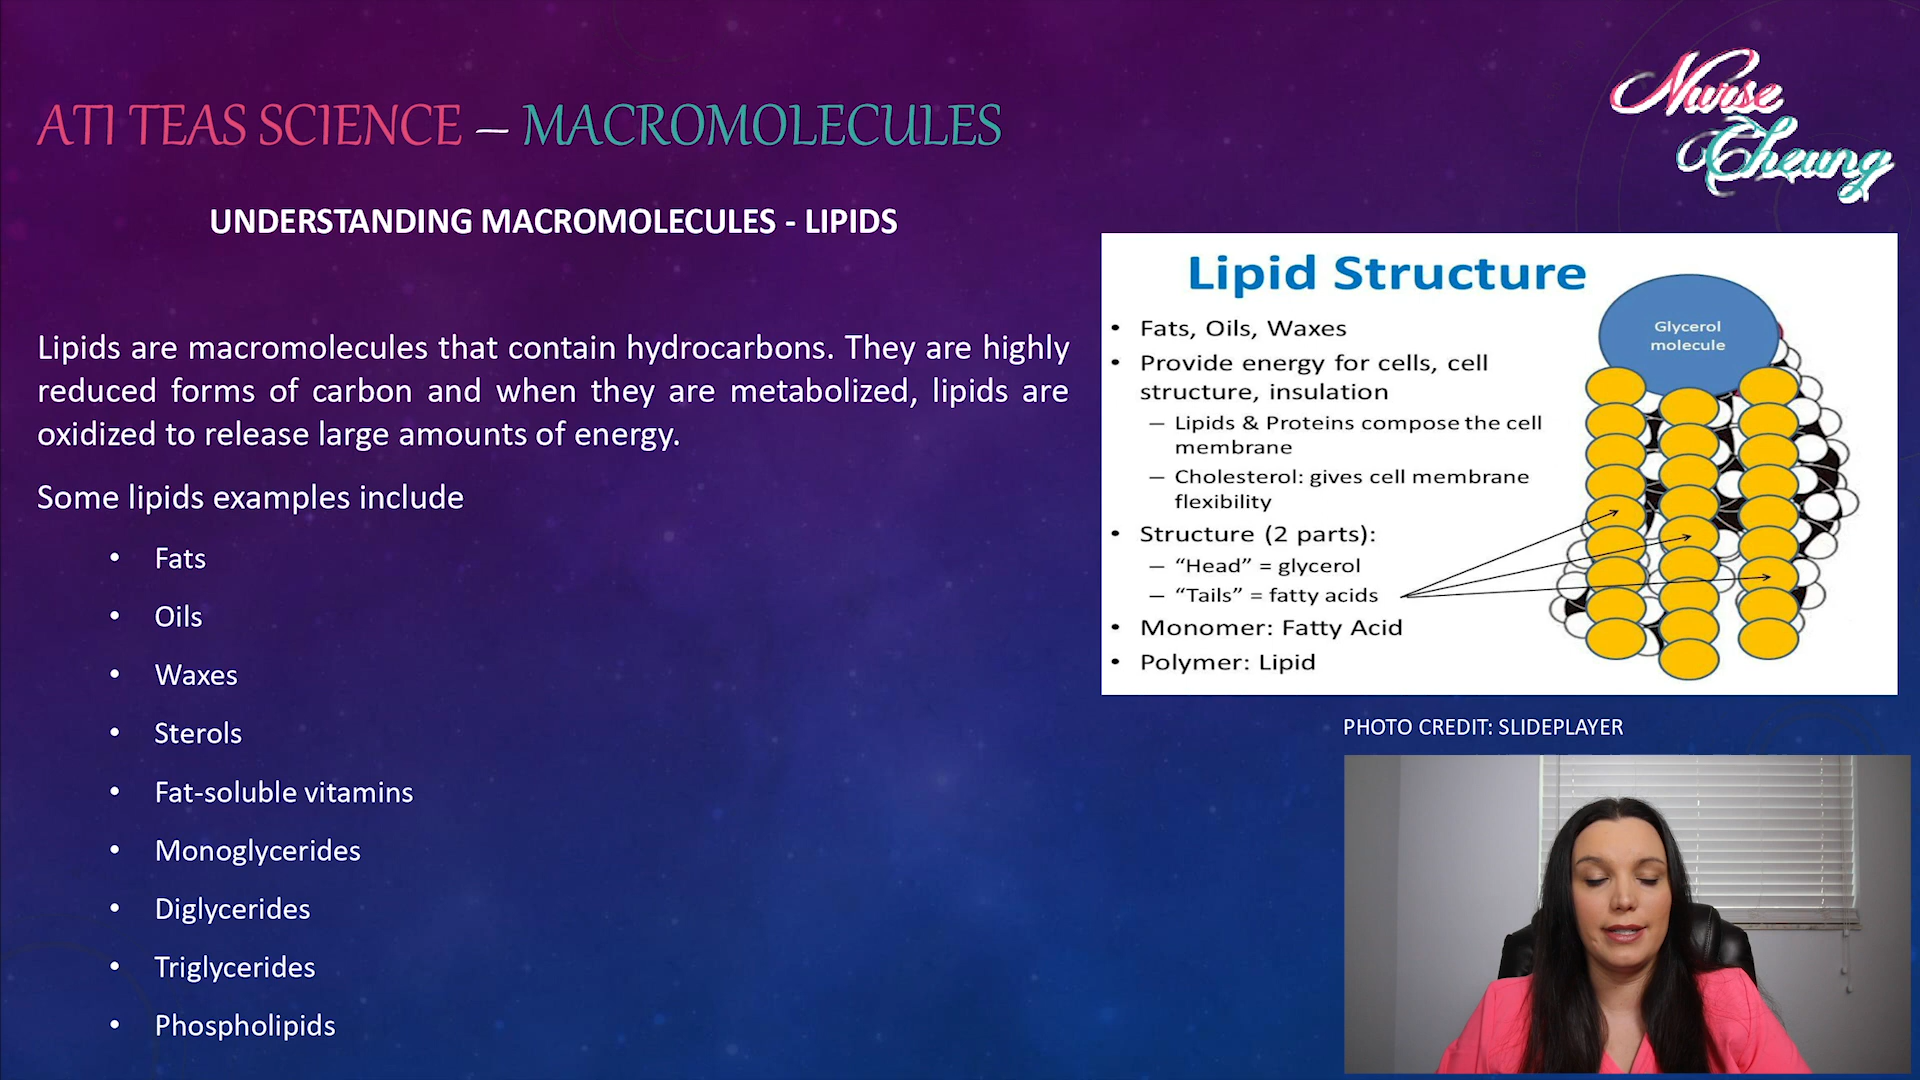 ATI TEAS SCIENCE – MACROMOLECULES
Nurse
Cheung
UNDERSTANDING MACROMOLECULES - LIPIDS
Lipids are macromolecules that contain hydrocarbons. They are highly
reduced forms of carbon and when they are metabolized, lipids are
oxidized to release large amounts of energy.
Some lipids examples include
• Fats
• Oils
• Waxes
• Sterols
• Fat-soluble vitamins
• Monoglycerides
• Diglycerides
• Triglycerides
• Phospholipids
Lipid Structure
• Fats, Oils, Waxes
• Provide energy for cells, cell
structure, insulation
– Lipids & Proteins compose the cell
membrane
– Cholesterol: gives cell membrane
flexibility
• Structure (2 parts):
– “Head” = glycerol
– “Tails” = fatty acids
• Monomer: Fatty Acid
• Polymer: Lipid
Glycerol
molecule
PHOTO CREDIT: SLIDEPLAYER